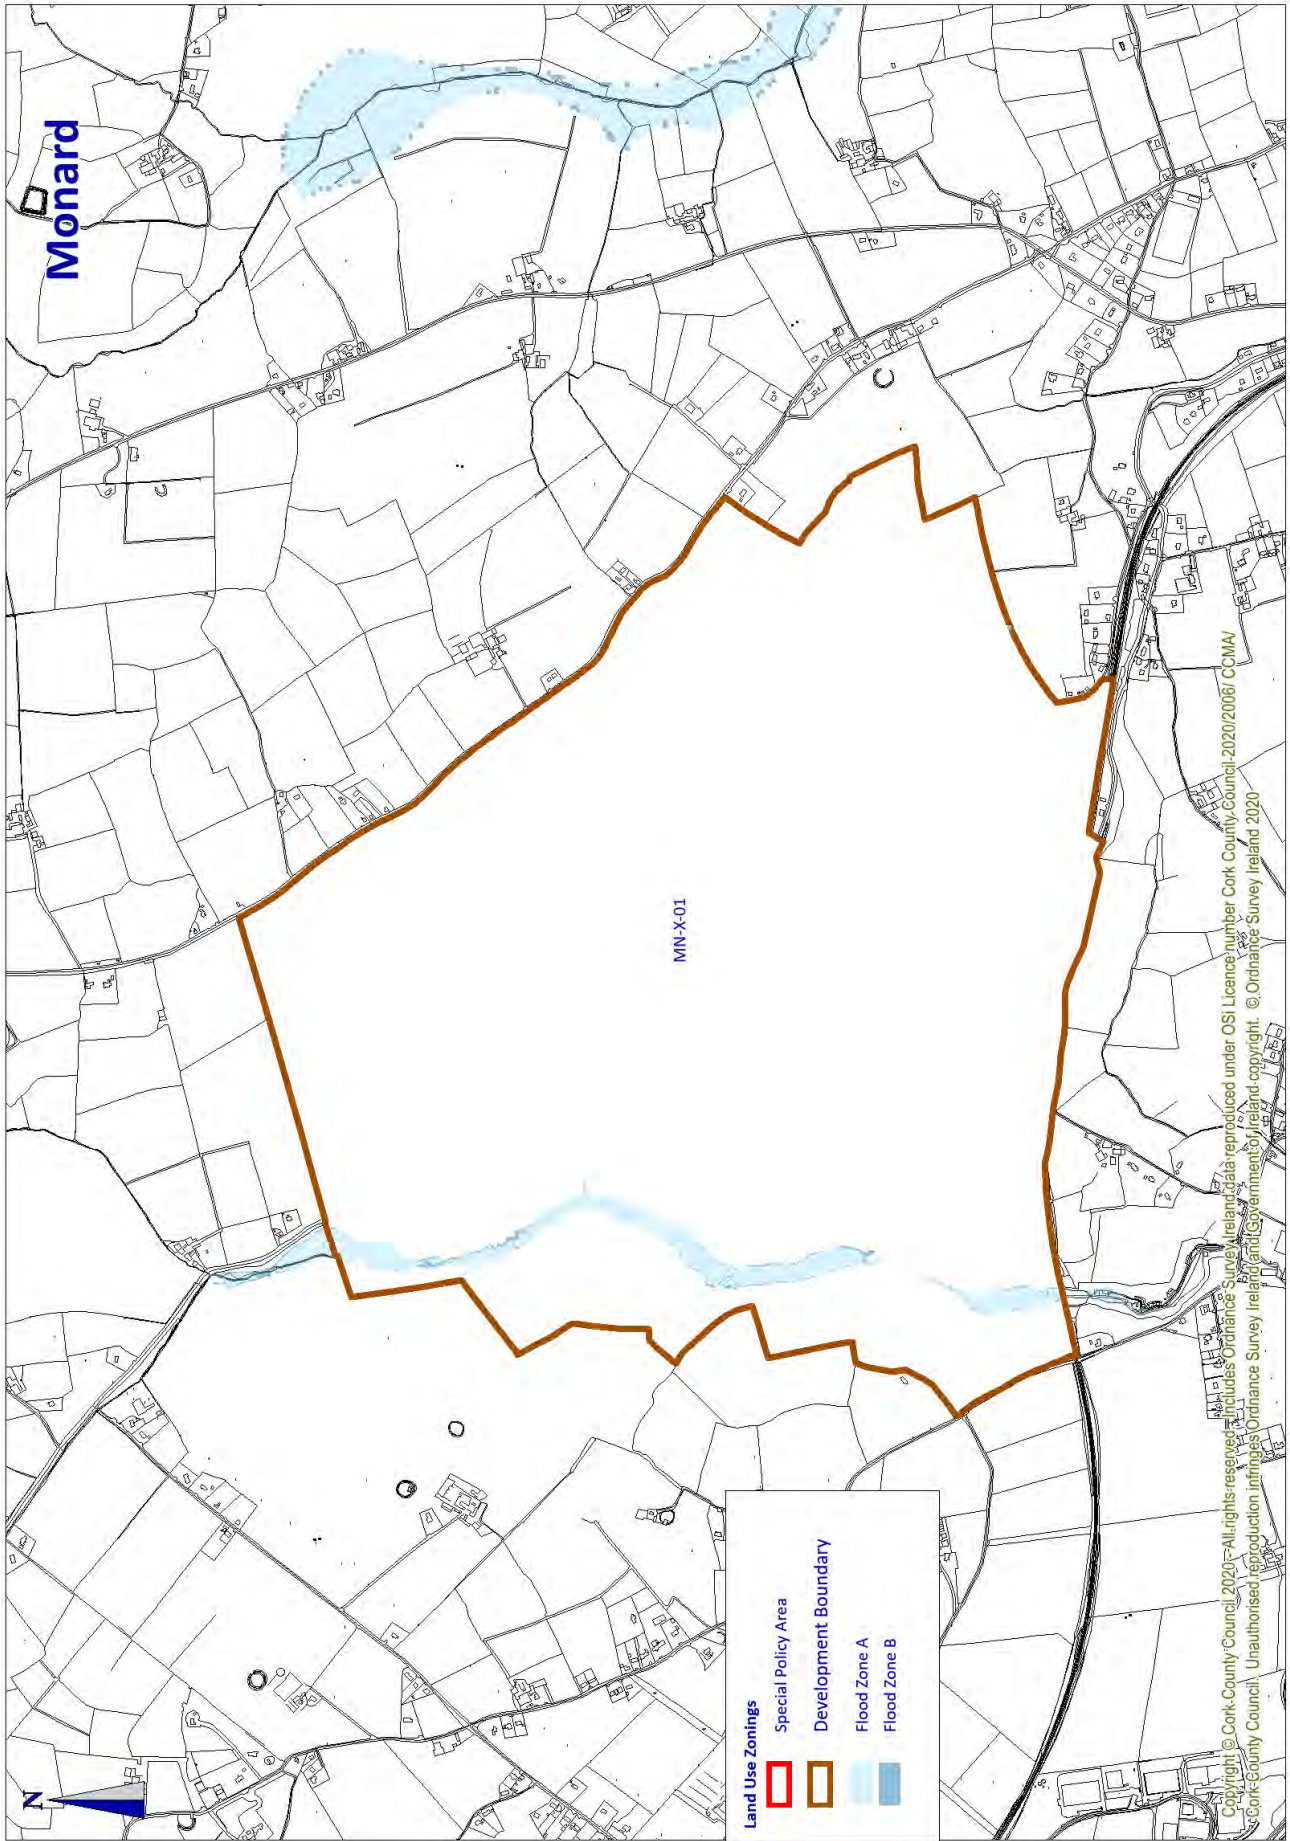 Monard
MN-X-01
N
Land Use Zonings
Special Policy Area
Development Boundary
Flood Zone A
Flood Zone B
Copyright © Cork County Council 2020 - All rights reserved - Includes Ordnance Survey Ireland data reproduced under OSi Licence number Cork County Council 2020/2006/ CCMA/
Cork County Council. Unauthorised reproduction infringes Ordnance Survey Ireland and Government of Ireland copyright. © Ordnance Survey Ireland 2020